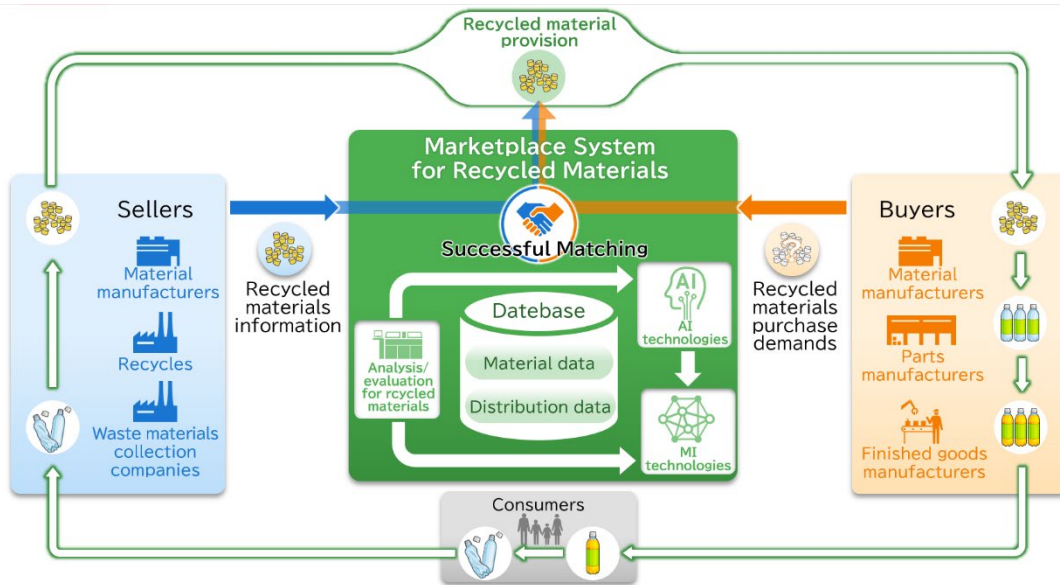 Recycled material
provision
Marketplace System
for Recycled Materials
Sellers
Material
manufacturers
Recycles
Waste materials
collection
companies
Recycled
materials
information
Successful Matching
Datebase
Material data
Distribution data
Analysis/
evaluation
for rcycled
materials
AI
AI
technologies
MI
technologies
Recycled
materials
purchase
demands
Buyers
Material
manufacturers
Parts
manufacturers
Finished goods
manufacturers
Consumers